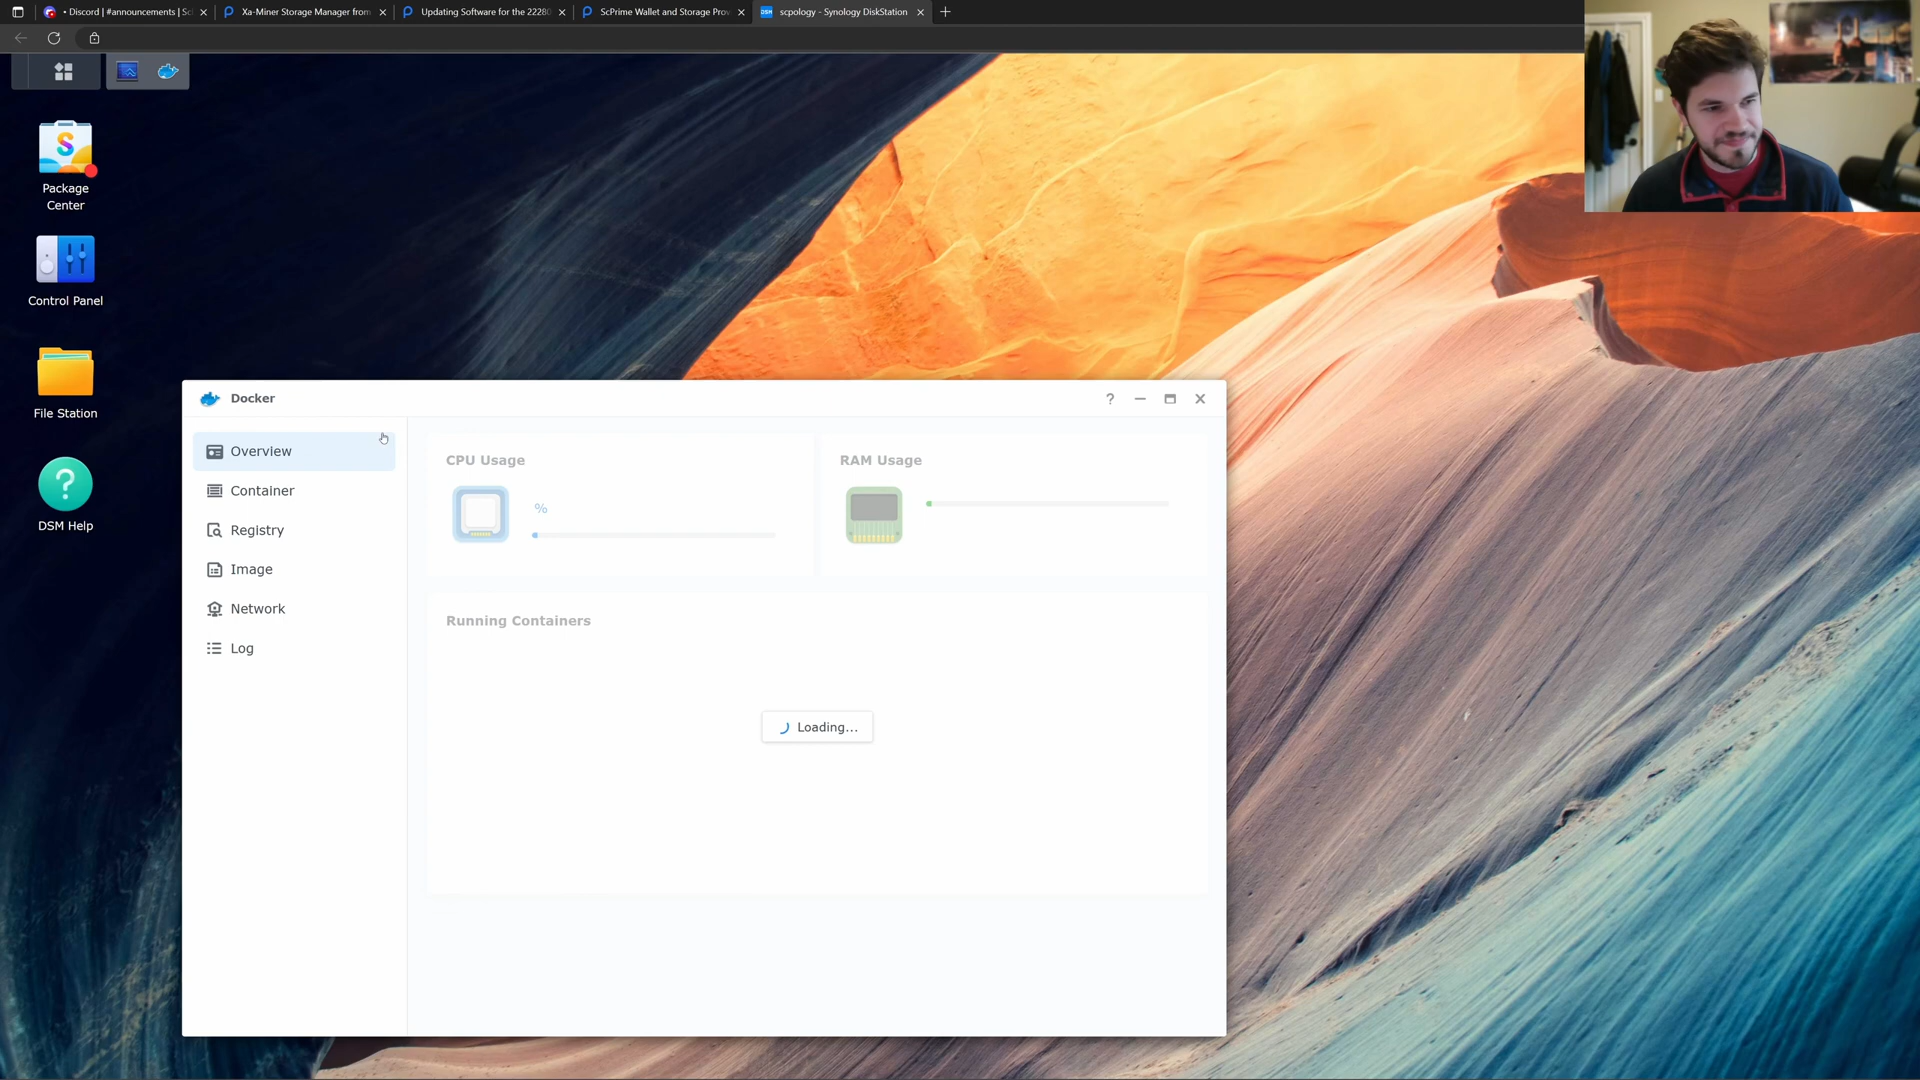 • Discord | #announcements | Sc
Xa-Miner Storage Manager from
Updating Software for the 22280
ScPrime Wallet and Storage Prov
DSM
scpology - Synology DiskStation
S
Package
Center
Control Panel
File Station
?
DSM Help
Docker
?
Overview
Container
Registry
Image
Network
Log
CPU Usage
%
RAM Usage
Running Containers
Loading...